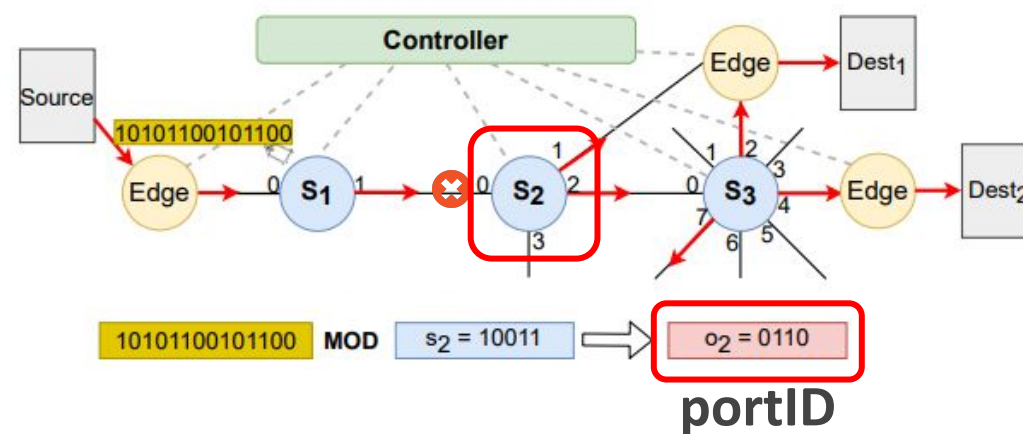 Controller
Source
10101100101100
Edge
0
S1
1
0
S2
1
2
3
0
S3
1
2
3
4
5
6
7
Edge
Dest1
Edge
Dest2
10101100101100 MOD s2 = 10011 o2 = 0110
portID